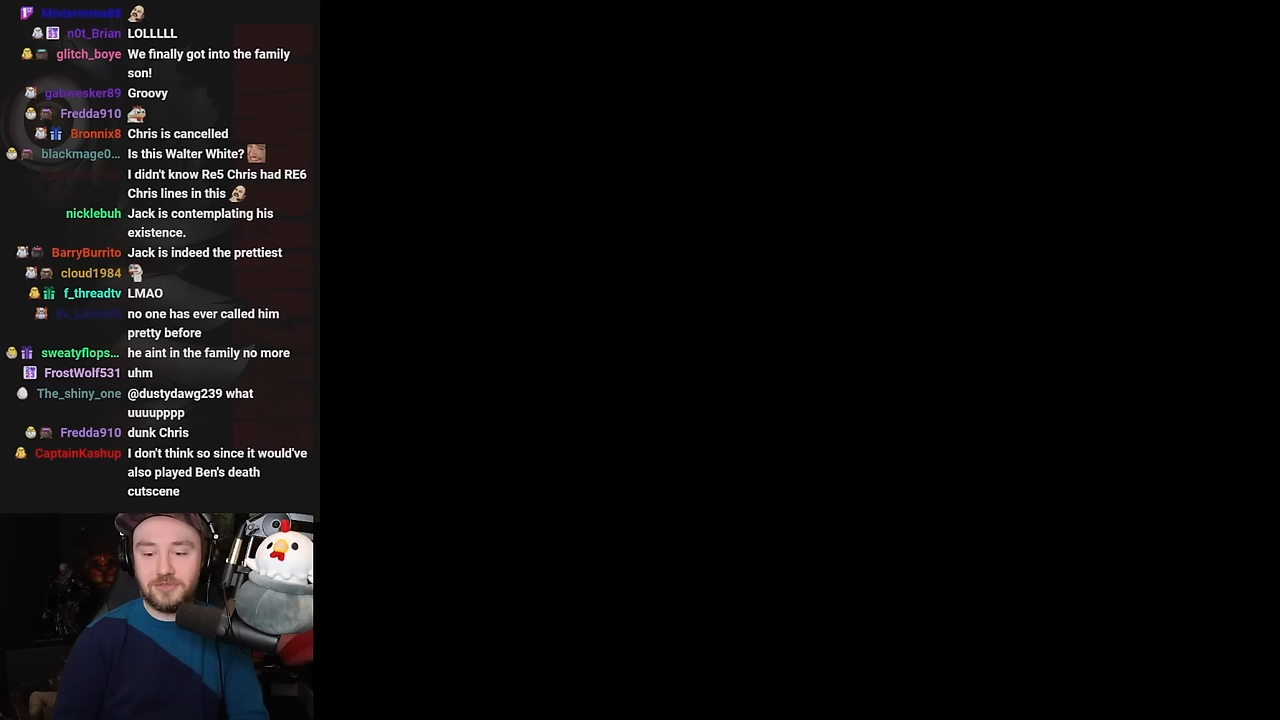 Mistermma88
n0t_Brian LOLLLLL
glitch_boye We finally got into the family
son!
gabwesker89 Groovy
Fredda910
Bronnix8 Chris is cancelled
blackmage0… Is this Walter White?
I didn't know Re5 Chris had RE6
Chris lines in this
nicklebuh Jack is contemplating his
existence.
BarryBurrito Jack is indeed the prettiest
cloud1984
f_threadtv LMAO
no one has ever called him
pretty before
sweatyflops… he aint in the family no more
FrostWolf531 uhm
The_shiny_one @dustydawg239 what
uuuupppp
Fredda910 dunk Chris
CaptainKashup I don't think so since it would've
also played Ben's death
cutscene